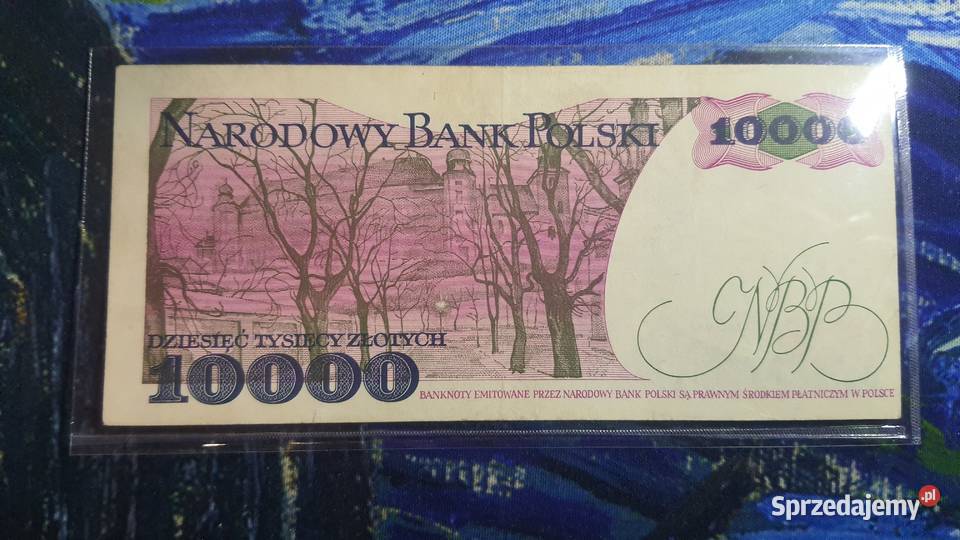 NARODOWY BANK POLSKI
10000
NBP
DZIESIĘĆ TYSIĘCY ZŁOTYCH
10000
BANKNOTY EMITOWANE PRZEZ NARODOWY BANK POLSKI SĄ PRAWNYM ŚRODKIEM PŁATNICZYM W POLSCE
Sprzedajemy.pl